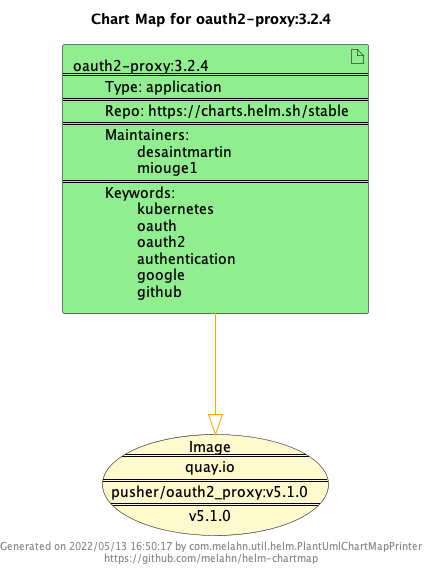 Chart Map for oauth2-proxy:3.2.4
oauth2-proxy:3.2.4
Type: application
Repo: https://charts.helm.sh/stable
Maintainers:
desaintmartin
miouge1
Keywords:
kubernetes
oauth
oauth2
authentication
google
github
Image
quay.io
pusher/oauth2_proxy:v5.1.0
v5.1.0
Generated on 2022/05/13 16:50:17 by com.melahn.util.helm.PlantUmlChartMapPrinter
https://github.com/melahn/helm-chartmap